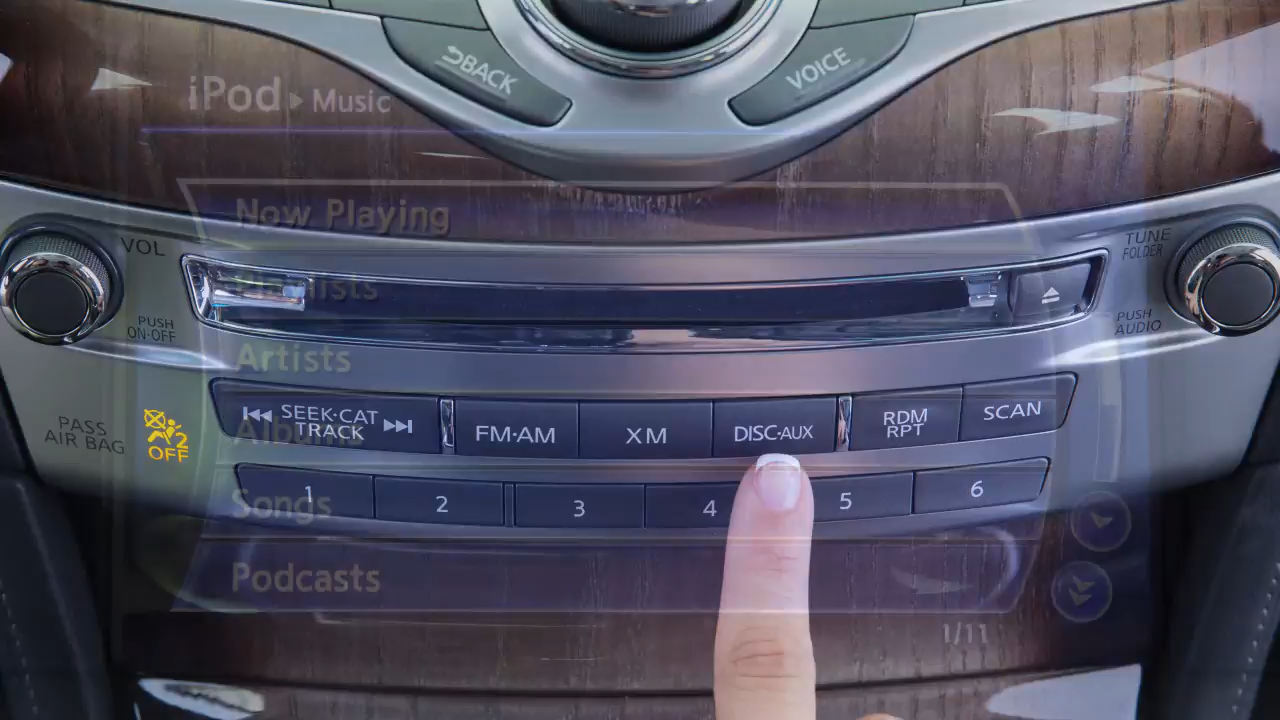 BACK
VOICE
iPod ▸ Music
Now Playing
VOL
TUNE
FOLDER
Playlists
PUSH
ON·OFF
PUSH
AUDIO
Artists
SEEK·CAT
TRACK
FM·AM
XM
DISC·AUX
RDM
RPT
SCAN
PASS
AIR BAG
2
OFF
Albums
1
2
3
4
5
6
Songs
Podcasts
1/11